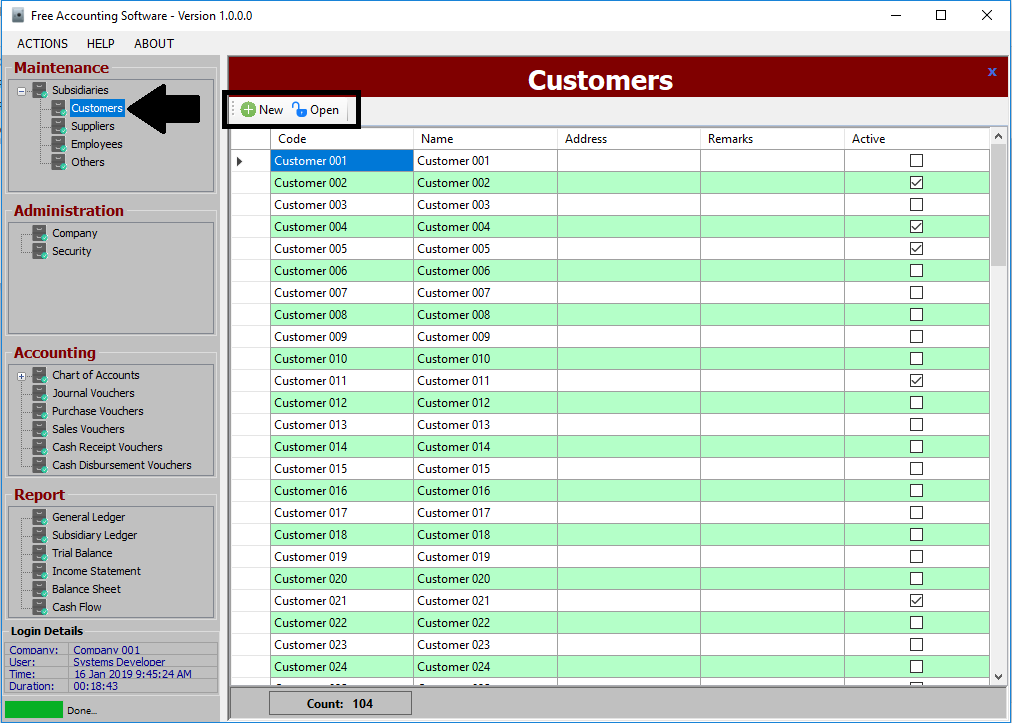 Free Accounting Software - Version 1.0.0.0
ACTIONS HELP ABOUT
Maintenance
Subsidiaries
Customers
Suppliers
Employees
Others
Administration
Company
Security
Accounting
Chart of Accounts
Journal Vouchers
Purchase Vouchers
Sales Vouchers
Cash Receipt Vouchers
Cash Disbursement Vouchers
Report
General Ledger
Subsidiary Ledger
Trial Balance
Income Statement
Balance Sheet
Cash Flow
Login Details
Company: Company 001
User: Systems Developer
Time: 16 Jan 2019 9:45:24 AM
Duration: 00:18:43
Done...
Customers x
New Open
Code Name Address Remarks Active
Customer 001 Customer 001
Customer 002 Customer 002
Customer 003 Customer 003
Customer 004 Customer 004
Customer 005 Customer 005
Customer 006 Customer 006
Customer 007 Customer 007
Customer 008 Customer 008
Customer 009 Customer 009
Customer 010 Customer 010
Customer 011 Customer 011
Customer 012 Customer 012
Customer 013 Customer 013
Customer 014 Customer 014
Customer 015 Customer 015
Customer 016 Customer 016
Customer 017 Customer 017
Customer 018 Customer 018
Customer 019 Customer 019
Customer 020 Customer 020
Customer 021 Customer 021
Customer 022 Customer 022
Customer 023 Customer 023
Customer 024 Customer 024
Count: 104